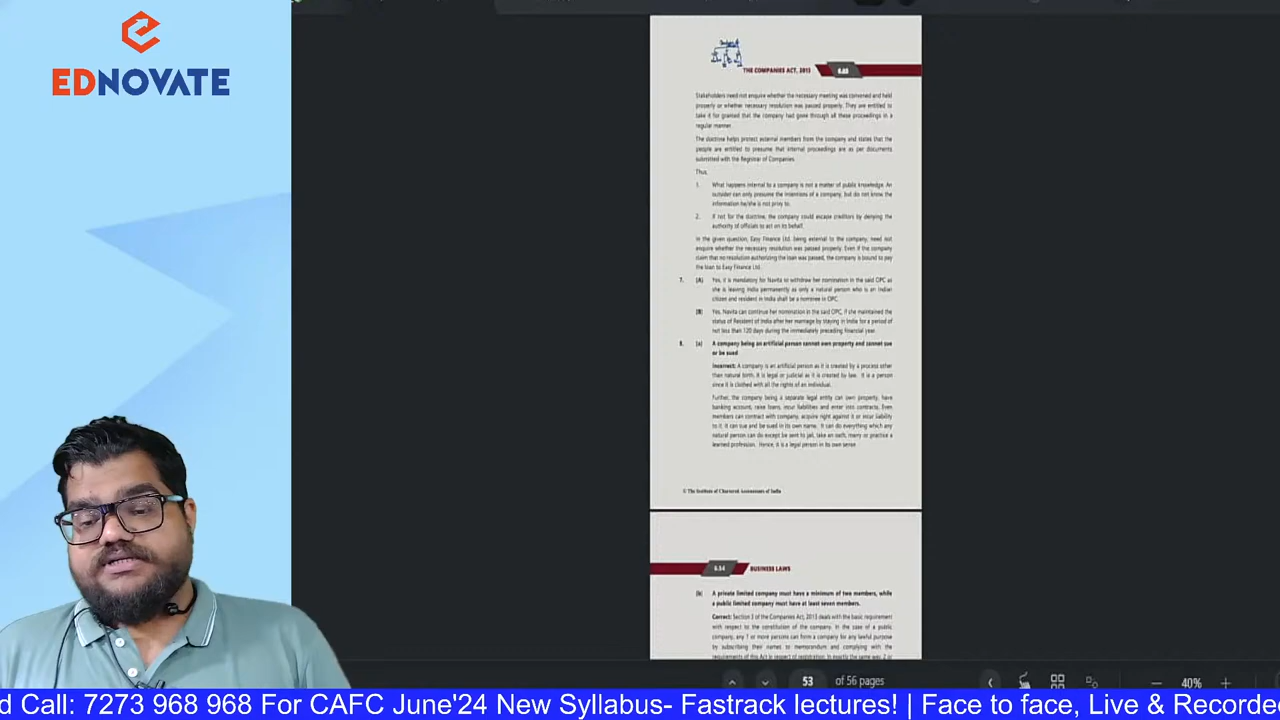 EDNOVATE
THE COMPANIES ACT, 2013
Stakeholders need not enquire whether the necessary meeting was convened and held
properly or whether necessary resolution was passed properly. They are entitled to
take it for granted that the company had gone through all these proceedings in a
regular manner.
The doctrine helps protect external members from the company and states that the
people are entitled to presume that internal proceedings are as per documents
submitted with the Registrar of Companies.
Thus,
1. What happens internal to a company is not a matter of public knowledge. An
outsider can only presume the intentions of a company, but do not know the
information he/she is not privy to.
2. If not for the doctrine, the company could escape creditors by denying the
authority of officials to act on its behalf.
In the given question, Easy Finance Ltd. being external to the company, need not
enquire whether the necessary resolution was passed properly. Even if the company
claim that no resolution authorizing the loan was passed, the company is bound to pay
the loan to Easy Finance Ltd.
7. (A) Yes, it is mandatory for Navita to withdraw her nomination in the said OPC as
she is leaving India permanently as only a natural person who is an Indian
citizen and resident in India shall be a nominee in OPC.
(B) Yes, Navita can continue her nomination in the said OPC, if she maintained the
status of Resident of India after her marriage by staying in India for a period of
not less than 120 days during the immediately preceding financial year.
8. (a) A company being an artificial person cannot own property and cannot sue
or be sued
Incorrect: A company is an artificial person as it is created by a process other
than natural birth. It is legal or judicial as it is created by law. It is a person
since it is clothed with all the rights of an individual.
Further, the company being a separate legal entity can own property, have
banking account, raise loans, incur liabilities and enter into contracts. Even
members can contract with company, acquire right against it or incur liability
to it. It can sue and be sued in its own name. It can do everything which any
natural person can do except be sent to jail, take an oath, marry or practice a
learned profession. Hence, it is a legal person in its own sense.
© The Institute of Chartered Accountants of India
BUSINESS LAWS
(b) A private limited company must have a minimum of two members, while
a public limited company must have at least seven members.
Correct: Section 3 of the Companies Act, 2013 deals with the basic requirement
with respect to the constitution of the company. In the case of a public
company, any 7 or more persons can form a company for any lawful purpose
by subscribing their names to memorandum and complying with the
requirements of this Act in respect of registration. In exactly the same way, 2 or
53 of 56 pages
40%
d Call: 7273 968 968 For CAFC June'24 New Syllabus- Fastrack lectures! | Face to face, Live & Recorde